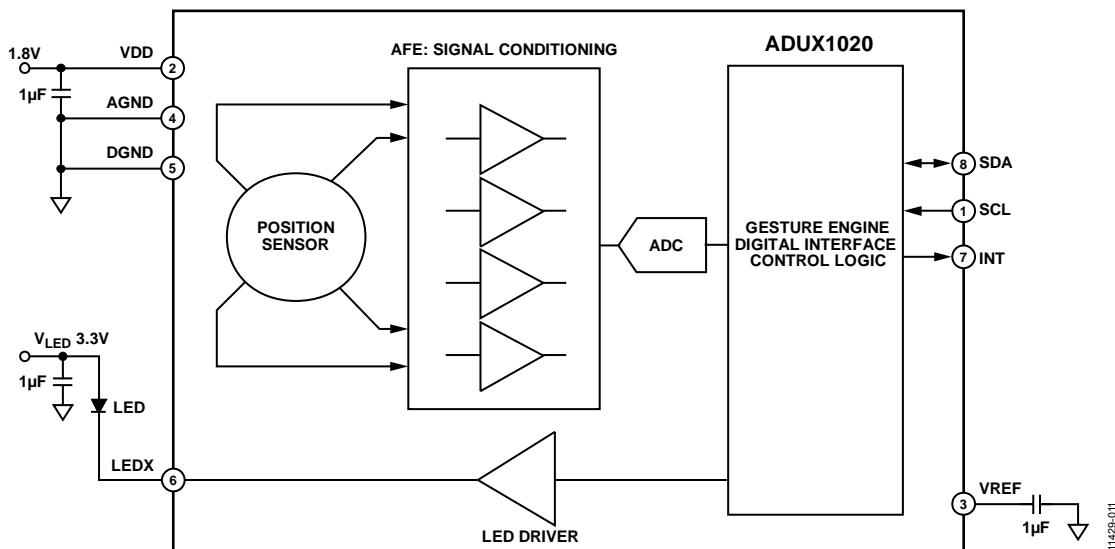 1.8V
VDD
2
1µF
AGND
4
DGND
5
AFE: SIGNAL CONDITIONING
ADUX1020
POSITION
SENSOR
ADC
GESTURE ENGINE
DIGITAL INTERFACE
CONTROL LOGIC
8 SDA
1 SCL
7 INT
VLED 3.3V
1µF
LED
LEDX
6
LED DRIVER
3
VREF
1µF
11429-011